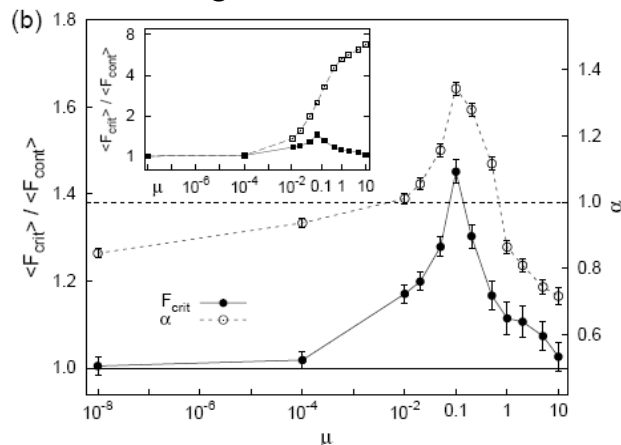 (b)
<F_crit> / <F_cont>
1.8
1.6
1.4
1.2
1.0
<F_crit> / <F_cont>
8
4
2
1
μ 10^-6 10^-4 10^-2 0.1 1 10
F_crit
α
1.4
1.2
1.0
0.8
0.6
α
10^-8 10^-6 10^-4 10^-2 0.1 1 10
μ